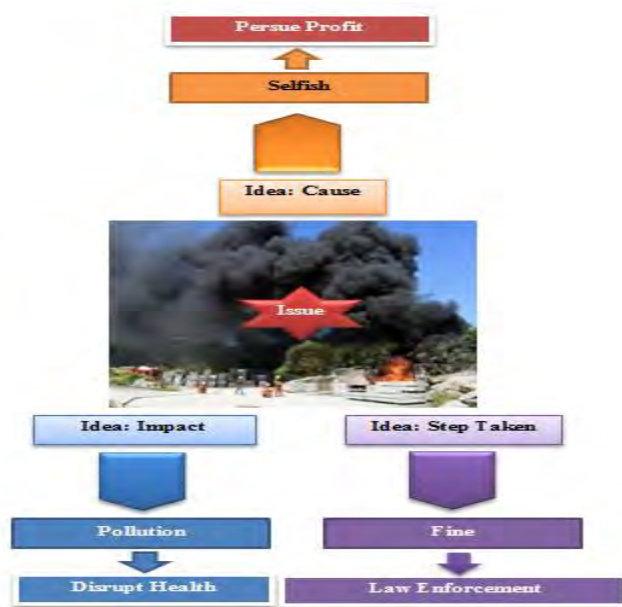 Persue Profit
Selfish
Idea: Cause
Issue
Idea: Impact
Idea: Step Taken
Pollution
Fine
Disrupt Health
Law Enforcement